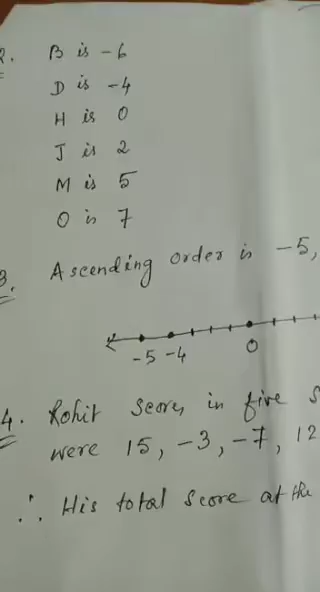 2. B is -6
D is -4
H is 0
J is 2
M is 5
O is 7
3. Ascending order is -5,
-5 -4 0
4. Rohit scores in five s
were 15, -3, -7, 12
∴ His total score at the